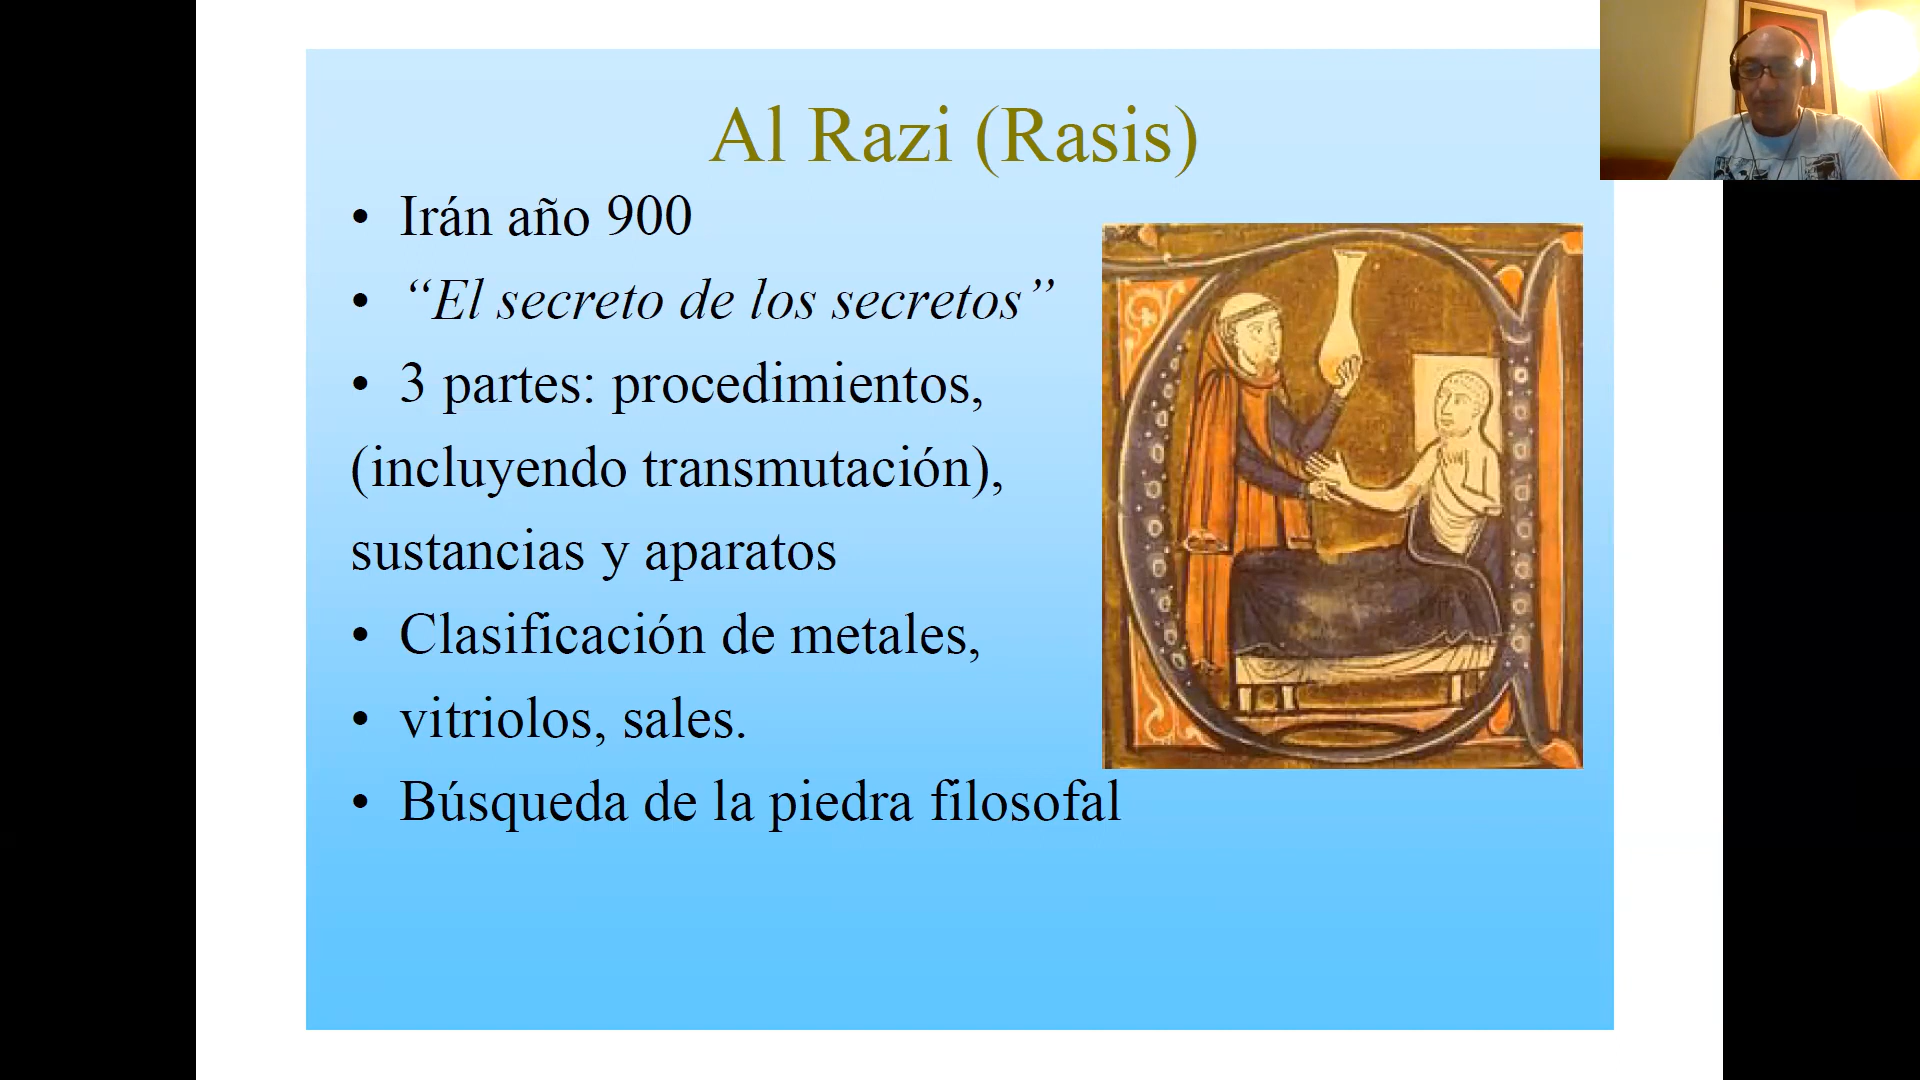 Al Razi (Rasis)
• Irán año 900
• “El secreto de los secretos”
• 3 partes: procedimientos,
(incluyendo transmutación),
sustancias y aparatos
• Clasificación de metales,
• vitriolos, sales.
• Búsqueda de la piedra filosofal